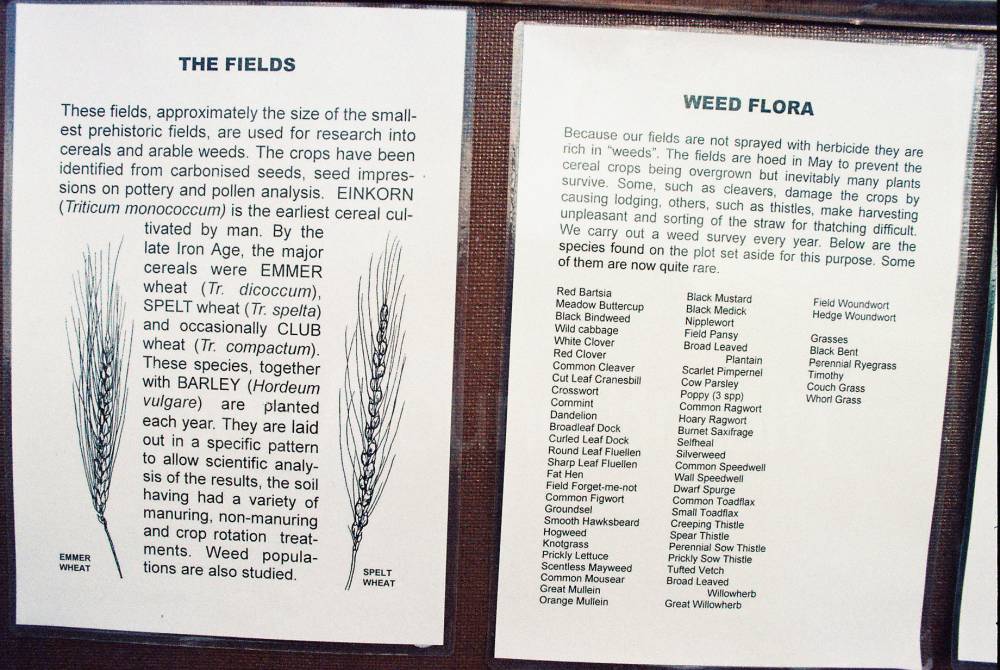 THE FIELDS
These fields, approximately the size of the small-
est prehistoric fields, are used for research into
cereals and arable weeds. The crops have been
identified from carbonised seeds, seed impres-
sions on pottery and pollen analysis. EINKORN
(Triticum monococcum) is the earliest cereal cul-
tivated by man. By the
late Iron Age, the major
cereals were EMMER
wheat (Tr. dicoccum),
SPELT wheat (Tr. spelta)
and occasionally CLUB
wheat (Tr. compactum).
These species, together
with BARLEY (Hordeum
vulgare) are planted
each year. They are laid
out in a specific pattern
to allow scientific analy-
sis of the results, the soil
having had a variety of
manuring, non-manuring
and crop rotation treat-
ments. Weed popula-
tions are also studied.
EMMER
WHEAT
SPELT
WHEAT
WEED FLORA
Because our fields are not sprayed with herbicide they are
rich in "weeds". The fields are hoed in May to prevent the
cereal crops being overgrown but inevitably many plants
survive. Some, such as cleavers, damage the crops by
causing lodging, others, such as thistles, make harvesting
unpleasant and sorting of the straw for thatching difficult.
We carry out a weed survey every year. Below are the
species found on the plot set aside for this purpose. Some
of them are now quite rare.
Red Bartsia
Meadow Buttercup
Black Bindweed
Wild cabbage
White Clover
Red Clover
Common Cleaver
Cut Leaf Cranesbill
Crosswort
Cornmint
Dandelion
Broadleaf Dock
Curled Leaf Dock
Round Leaf Fluellen
Sharp Leaf Fluellen
Fat Hen
Field Forget-me-not
Common Figwort
Groundsel
Smooth Hawksbeard
Hogweed
Knotgrass
Prickly Lettuce
Scentless Mayweed
Common Mousear
Great Mullein
Orange Mullein
Black Mustard
Black Medick
Nipplewort
Field Pansy
Broad Leaved
Plantain
Scarlet Pimpernel
Cow Parsley
Poppy (3 spp)
Common Ragwort
Hoary Ragwort
Burnet Saxifrage
Selfheal
Silverweed
Common Speedwell
Wall Speedwell
Dwarf Spurge
Common Toadflax
Small Toadflax
Creeping Thistle
Spear Thistle
Perennial Sow Thistle
Prickly Sow Thistle
Tufted Vetch
Broad Leaved
Willowherb
Great Willowherb
Field Woundwort
Hedge Woundwort
Grasses
Black Bent
Perennial Ryegrass
Timothy
Couch Grass
Whorl Grass